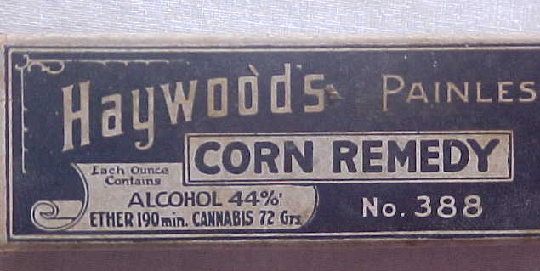 Haywood's PAINLES
CORN REMEDY
Each Ounce
Contains
ALCOHOL 44%
ETHER 190 min. CANNABIS 72 Grs
No. 388